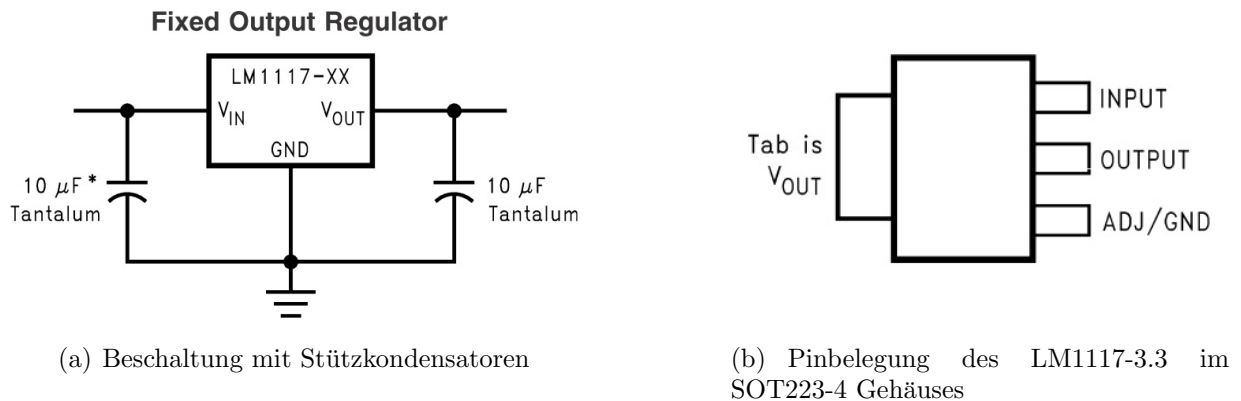 Fixed Output Regulator
LM1117-XX
VIN
VOUT
GND
10 µF*
Tantalum
10 µF
Tantalum
(a) Beschaltung mit Stützkondensatoren
INPUT
Tab is
VOUT
OUTPUT
ADJ/GND
(b) Pinbelegung des LM1117-3.3 im
SOT223-4 Gehäuses